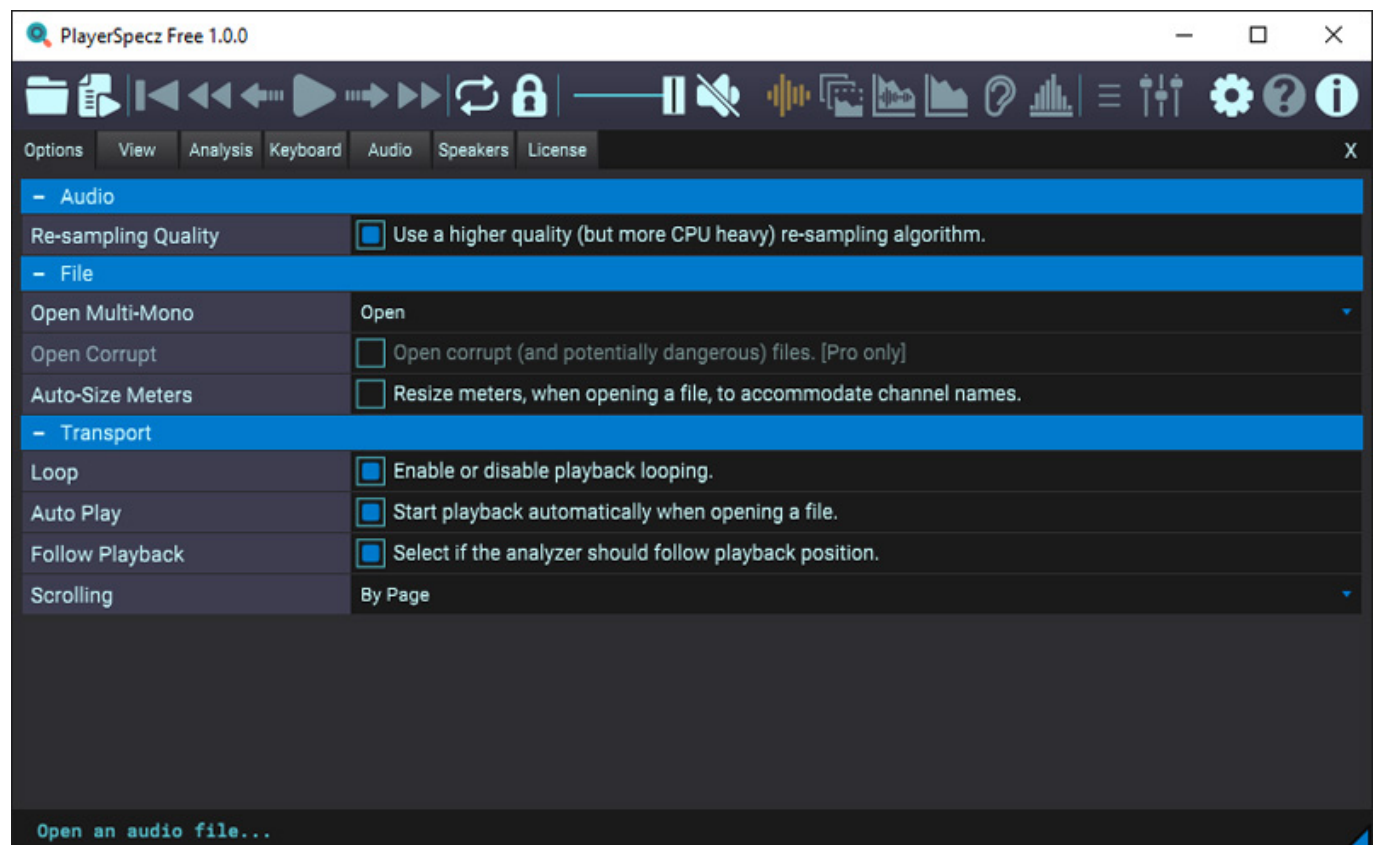 PlayerSpecz Free 1.0.0
Options View Analysis Keyboard Audio Speakers License X
– Audio
Re-sampling Quality Use a higher quality (but more CPU heavy) re-sampling algorithm.
– File
Open Multi-Mono Open
Open Corrupt Open corrupt (and potentially dangerous) files. [Pro only]
Auto-Size Meters Resize meters, when opening a file, to accommodate channel names.
– Transport
Loop Enable or disable playback looping.
Auto Play Start playback automatically when opening a file.
Follow Playback Select if the analyzer should follow playback position.
Scrolling By Page
Open an audio file...